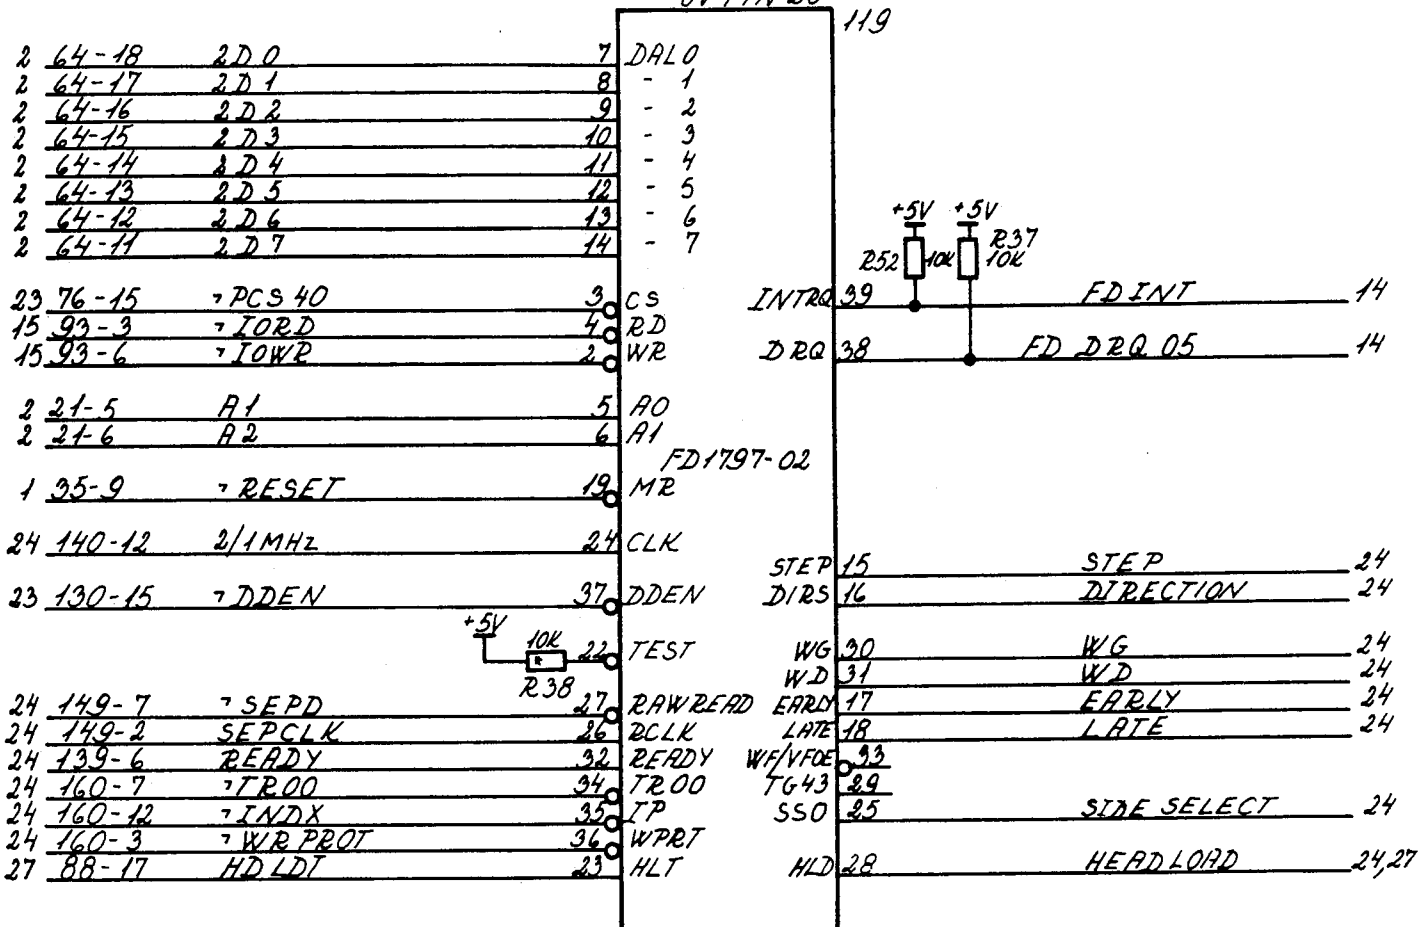 119
2 64-18 2D0 7 DAL0
2 64-17 2D1 8 - 1
2 64-16 2D2 9 - 2
2 64-15 2D3 10 - 3
2 64-14 2D4 11 - 4
2 64-13 2D5 12 - 5
2 64-12 2D6 13 - 6
2 64-11 2D7 14 - 7
+5V +5V
R52 10K R37 10K
23 76-15 ¬PCS40 3 CS INTRQ 39 FDINT 14
15 93-3 ¬IORD 4 RD
15 93-6 ¬IOWR 2 WR DRQ 38 FD DRQ 05 14
2 21-5 A1 5 A0
2 21-6 A2 6 A1
FD1797-02
1 35-9 ¬RESET 19 MR
24 140-12 2/1MHz 24 CLK
STEP 15 STEP 24
23 130-15 ¬DDEN 37 DDEN DIRS 16 DIRECTION 24
+5V 10K R38 22 TEST WG 30 WG 24
WD 31 WD 24
24 149-7 ¬SEPD 27 RAWREAD EARLY 17 EARLY 24
24 149-2 SEPCLK 26 RCLK LATE 18 LATE 24
24 139-6 READY 32 READY WF/VFOE 33
24 160-7 ¬TR00 34 TR00 TG43 29
24 160-12 ¬INDX 35 IP SSO 25 SIDE SELECT 24
24 160-3 ¬WRPROT 36 WPRT
27 88-17 HDLDT 23 HLT HLD 28 HEADLOAD 24,27